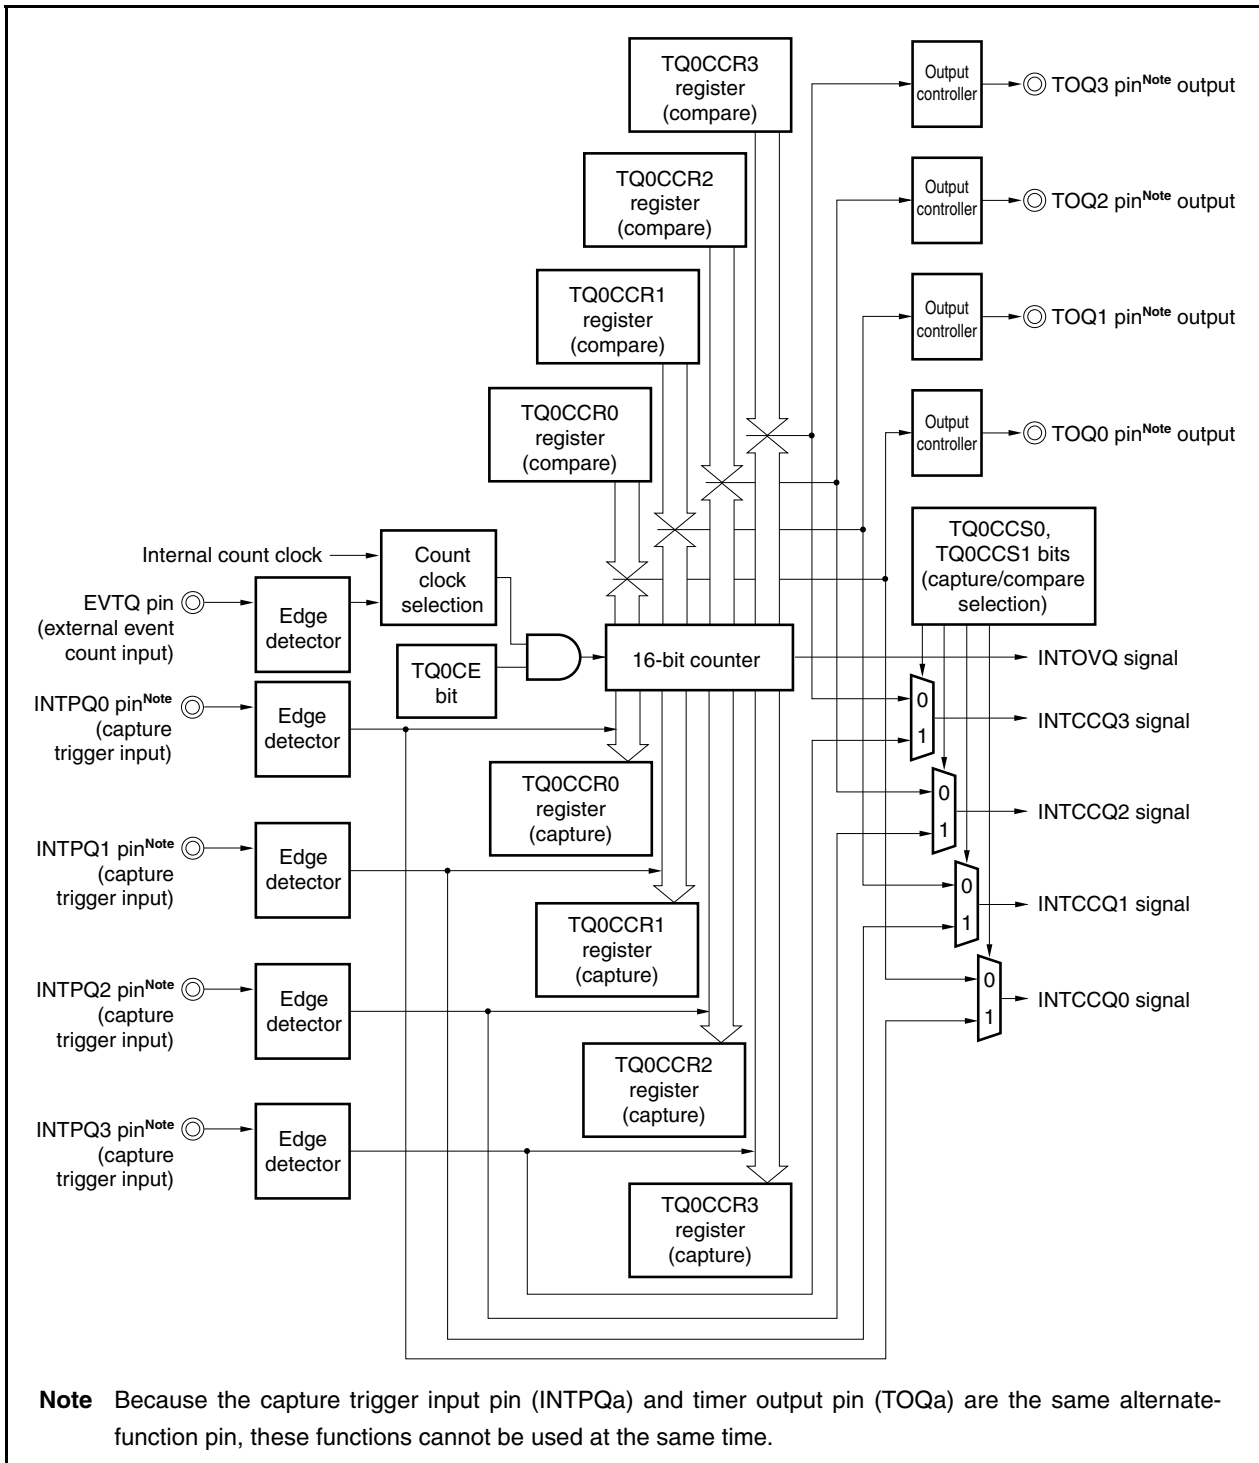 TQ0CCR3
register
(compare)
Output
controller
TOQ3 pinNote output
TQ0CCR2
register
(compare)
Output
controller
TOQ2 pinNote output
TQ0CCR1
register
(compare)
Output
controller
TOQ1 pinNote output
TQ0CCR0
register
(compare)
Output
controller
TOQ0 pinNote output
Internal count clock
Count
clock
selection
TQ0CCS0,
TQ0CCS1 bits
(capture/compare
selection)
EVTQ pin
(external event
count input)
Edge
detector
TQ0CE
bit
16-bit counter
INTOVQ signal
INTPQ0 pinNote
(capture
trigger input)
Edge
detector
0
1
INTCCQ3 signal
TQ0CCR0
register
(capture)
0
1
INTCCQ2 signal
INTPQ1 pinNote
(capture
trigger input)
Edge
detector
0
1
INTCCQ1 signal
TQ0CCR1
register
(capture)
INTPQ2 pinNote
(capture
trigger input)
Edge
detector
0
1
INTCCQ0 signal
TQ0CCR2
register
(capture)
INTPQ3 pinNote
(capture
trigger input)
Edge
detector
TQ0CCR3
register
(capture)
Note Because the capture trigger input pin (INTPQa) and timer output pin (TOQa) are the same alternate-
function pin, these functions cannot be used at the same time.